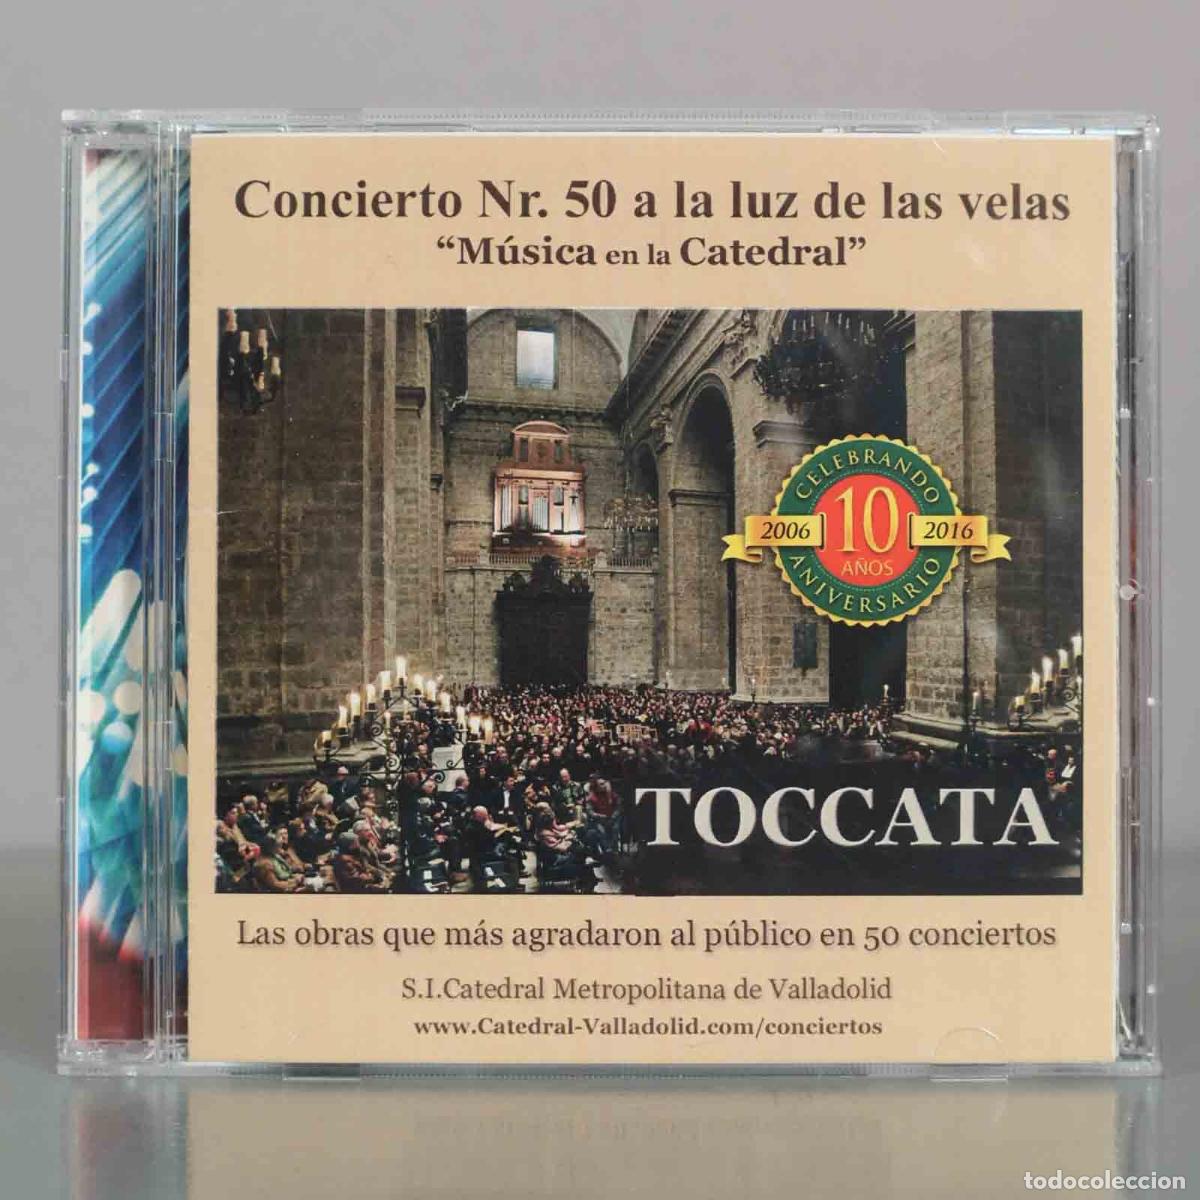 Concierto Nr. 50 a la luz de las velas
“Música en la Catedral”
CELEBRANDO
2006 10 2016
AÑOS
ANIVERSARIO
TOCCATA
Las obras que más agradaron al público en 50 conciertos
S.I.Catedral Metropolitana de Valladolid
www.Catedral-Valladolid.com/conciertos
todocoleccion